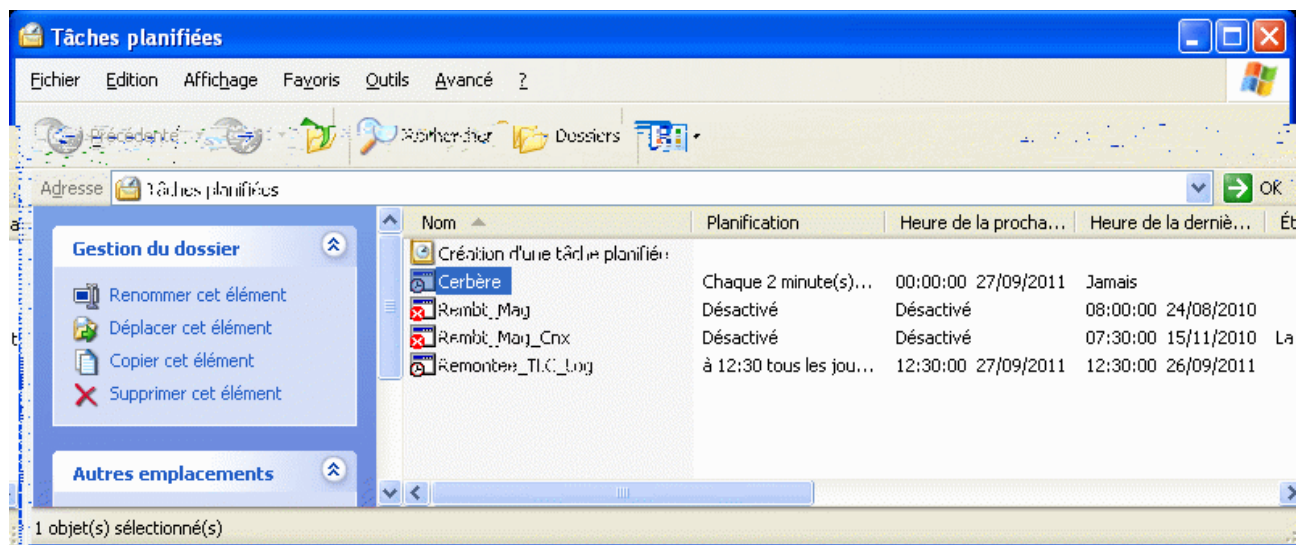 Tâches planifiées
Fichier Edition Affichage Favoris Outils Avancé ?
Précédente Rechercher Dossiers
Adresse Tâches planifiées OK
Nom Planification Heure de la procha... Heure de la derniè... Ét
Gestion du dossier
Création d'une tâche planifiée
Cerbère Chaque 2 minute(s)... 00:00:00 27/09/2011 Jamais
Renommer cet élément
Désactivé Désactivé 08:00:00 24/08/2010
Déplacer cet élément
Désactivé Désactivé 07:30:00 15/11/2010 La
Copier cet élément
à 12:30 tous les jou... 12:30:00 27/09/2011 12:30:00 26/09/2011
Supprimer cet élément
Autres emplacements
1 objet(s) sélectionné(s)